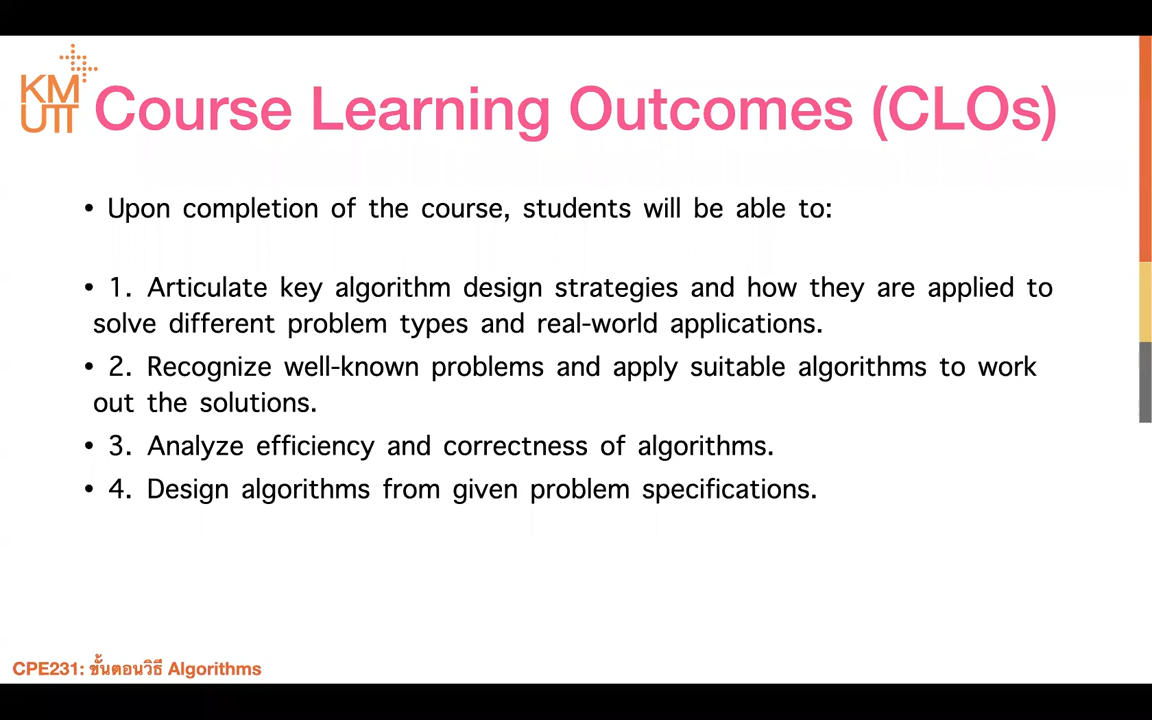 KM
UTT
Course Learning Outcomes (CLOs)
• Upon completion of the course, students will be able to:
• 1. Articulate key algorithm design strategies and how they are applied to
solve different problem types and real-world applications.
• 2. Recognize well-known problems and apply suitable algorithms to work
out the solutions.
• 3. Analyze efficiency and correctness of algorithms.
• 4. Design algorithms from given problem specifications.
CPE231: ขั้นตอนวิธี Algorithms